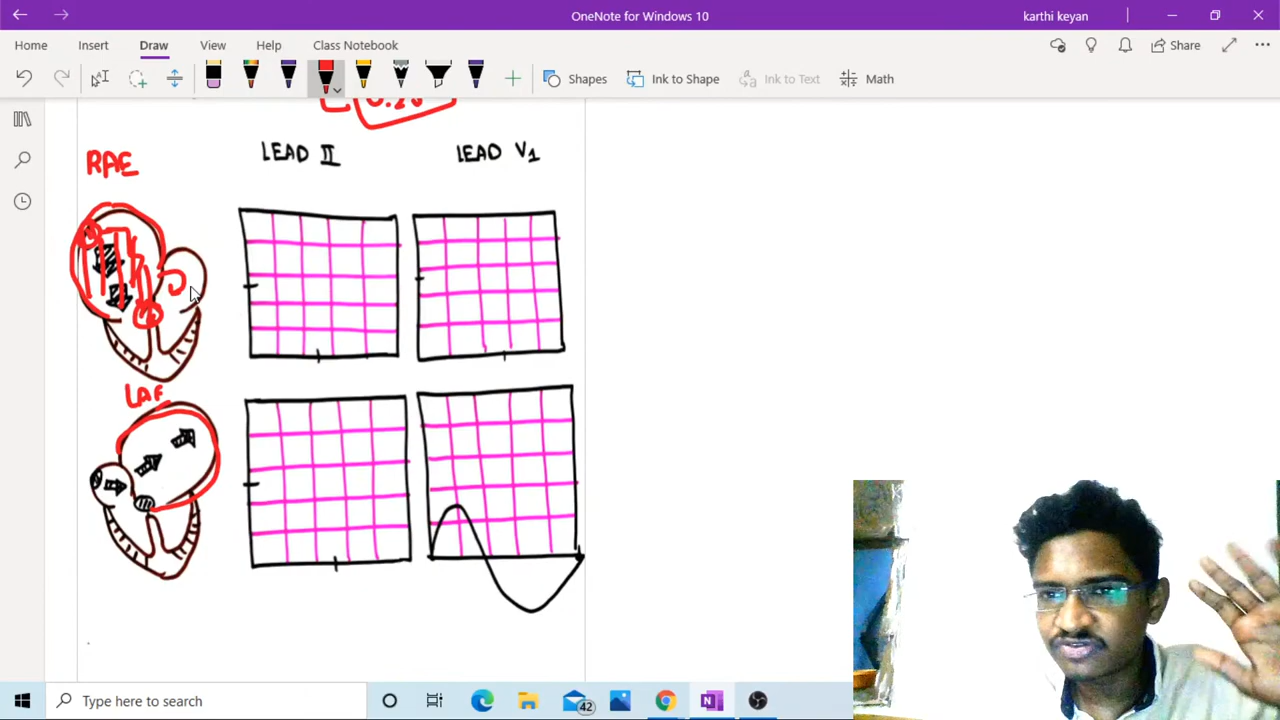 OneNote for Windows 10
karthi keyan
Home Insert Draw View Help Class Notebook
Share
Shapes
Ink to Shape
Ink to Text
Math
RAE
LEAD II
LEAD V1
LAE
Type here to search
42